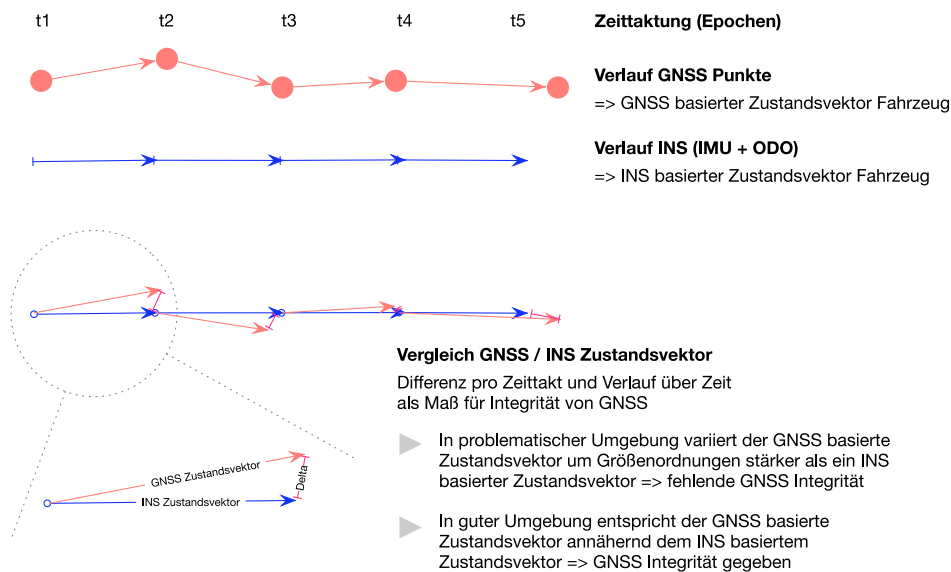 t1 t2 t3 t4 t5 Zeittaktung (Epochen)
Verlauf GNSS Punkte
=> GNSS basierter Zustandsvektor Fahrzeug
Verlauf INS (IMU + ODO)
=> INS basierter Zustandsvektor Fahrzeug
Vergleich GNSS / INS Zustandsvektor
Differenz pro Zeittakt und Verlauf über Zeit
als Maß für Integrität von GNSS
In problematischer Umgebung variiert der GNSS basierte
Zustandsvektor um Größenordnungen stärker als ein INS
basierter Zustandsvektor => fehlende GNSS Integrität
In guter Umgebung entspricht der GNSS basierte
Zustandsvektor annähernd dem INS basiertem
Zustandsvektor => GNSS Integrität gegeben
GNSS Zustandsvektor
INS Zustandsvektor
Delta